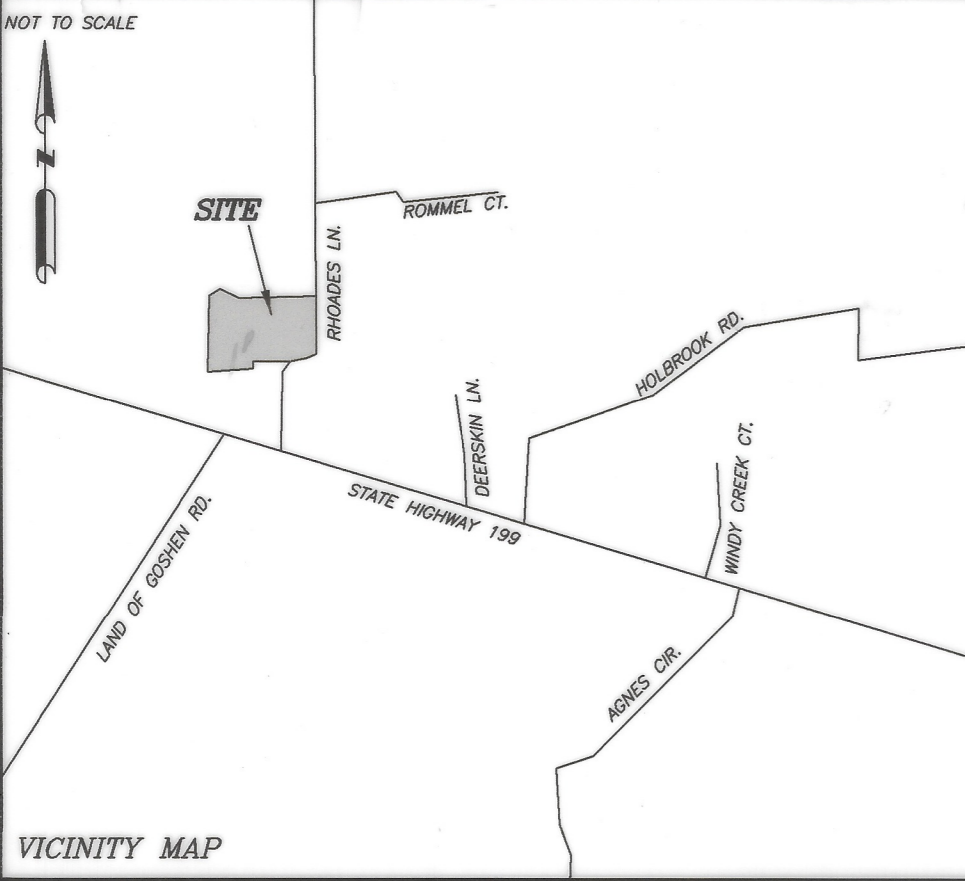 NOT TO SCALE
N
SITE
ROMMEL CT.
RHOADES LN.
HOLBROOK RD.
DEERSKIN LN.
WINDY CREEK CT.
STATE HIGHWAY 199
LAND OF GOSHEN RD.
AGNES CIR.
VICINITY MAP